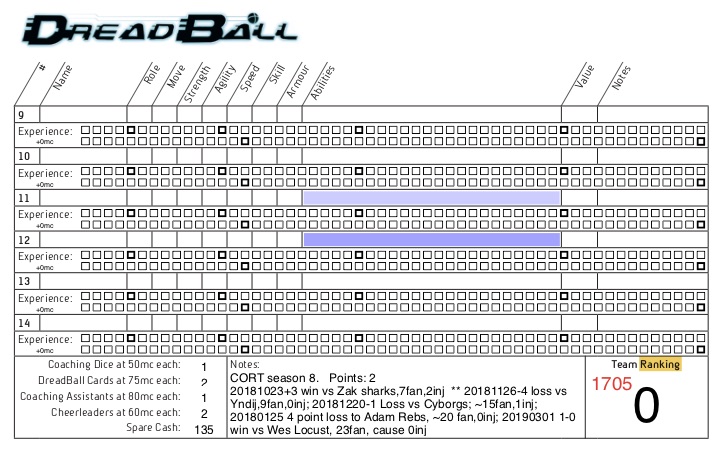 DREADBALL
# Name Role Move Strength Agility Speed Skill Armour Abilities Value Notes
9
Experience:
+0mc
10
Experience:
+0mc
11
Experience:
+0mc
12
Experience:
+0mc
13
Experience:
+0mc
14
Experience:
+0mc
Coaching Dice at 50mc each: 1
DreadBall Cards at 75mc each: 2
Coaching Assistants at 80mc each: 1
Cheerleaders at 60mc each: 2
Spare Cash: 135
Notes:
CORT season 8. Points: 2
20181023+3 win vs Zak sharks,7fan,2inj ** 20181126-4 loss vs
Yndij,9fan,0inj; 20181220-1 Loss vs Cyborgs; ~15fan,1inj;
20180125 4 point loss to Adam Rebs, ~20 fan,0inj; 20190301 1-0
win vs Wes Locust, 23fan, cause 0inj
Team Ranking
1705
0